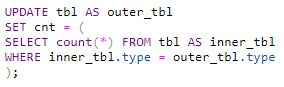 UPDATE tbl AS outer_tbl
SET cnt = (
SELECT count(*) FROM tbl AS inner_tbl
WHERE inner_tbl.type = outer_tbl.type
);